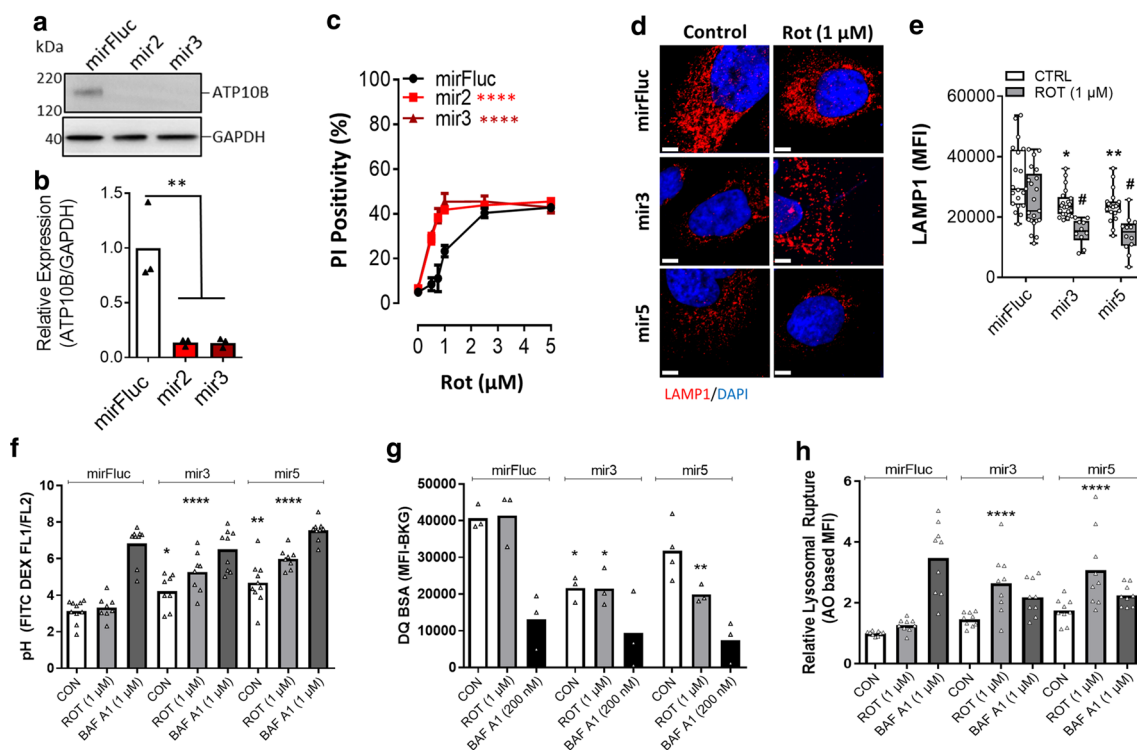 a
kDa
mirFluc
mir2
mir3
220
120
40
ATP10B
GAPDH
b
Relative Expression
(ATP10B/GAPDH)
1.5
1.0
0.5
0.0
**
mirFluc
mir2
mir3
c
PI Positivity (%)
100
80
60
40
20
0
mirFluc
mir2 ****
mir3 ****
0 1 2 3 4 5
Rot (μM)
d
Control Rot (1 μM)
mirFluc
mir3
mir5
LAMP1/DAPI
e
CTRL
ROT (1 μM)
LAMP1 (MFI)
60000
40000
20000
0
* ** # #
mirFluc
mir3
mir5
f
mirFluc mir3 mir5
pH (FITC DEX FL1/FL2)
10
8
6
4
2
0
* **** ** ****
CON
ROT (1 μM)
BAF A1 (1 μM)
CON
ROT (1 μM)
BAF A1 (1 μM)
CON
ROT (1 μM)
BAF A1 (1 μM)
g
mirFluc mir3 mir5
DQ BSA (MFI-BKG)
50000
40000
30000
20000
10000
0
* * **
CON
ROT (1 μM)
BAF A1 (200 nM)
CON
ROT (1 μM)
BAF A1 (200 nM)
CON
ROT (1 μM)
BAF A1 (200 nM)
h
mirFluc mir3 mir5
Relative Lysosomal Rupture
(AO based MFI)
6
4
2
0
**** ****
CON
ROT (1 μM)
BAF A1 (1 μM)
CON
ROT (1 μM)
BAF A1 (1 μM)
CON
ROT (1 μM)
BAF A1 (1 μM)